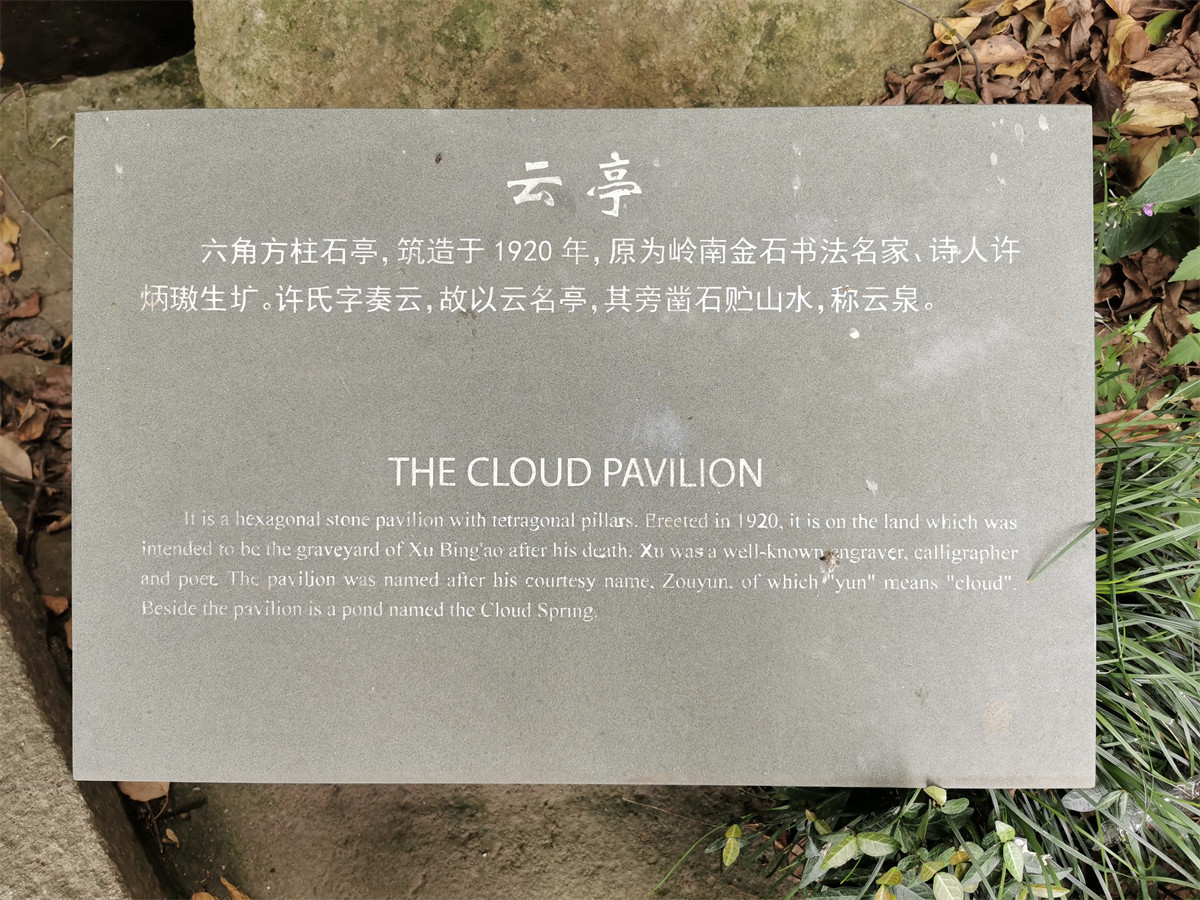 云亭
六角方柱石亭，筑造于 1920 年，原为岭南金石书法名家、诗人许
炳璈生圹。许氏字奏云，故以云名亭，其旁凿石贮山水，称云泉。
THE CLOUD PAVILION
It is a hexagonal stone pavilion with tetragonal pillars. Erected in 1920, it is on the land which was
intended to be the graveyard of Xu Bing'ao after his death. Xu was a well-known engraver, calligrapher
and poet. The pavilion was named after his courtesy name, Zouyun, of which "yun" means "cloud".
Beside the pavilion is a pond named the Cloud Spring.